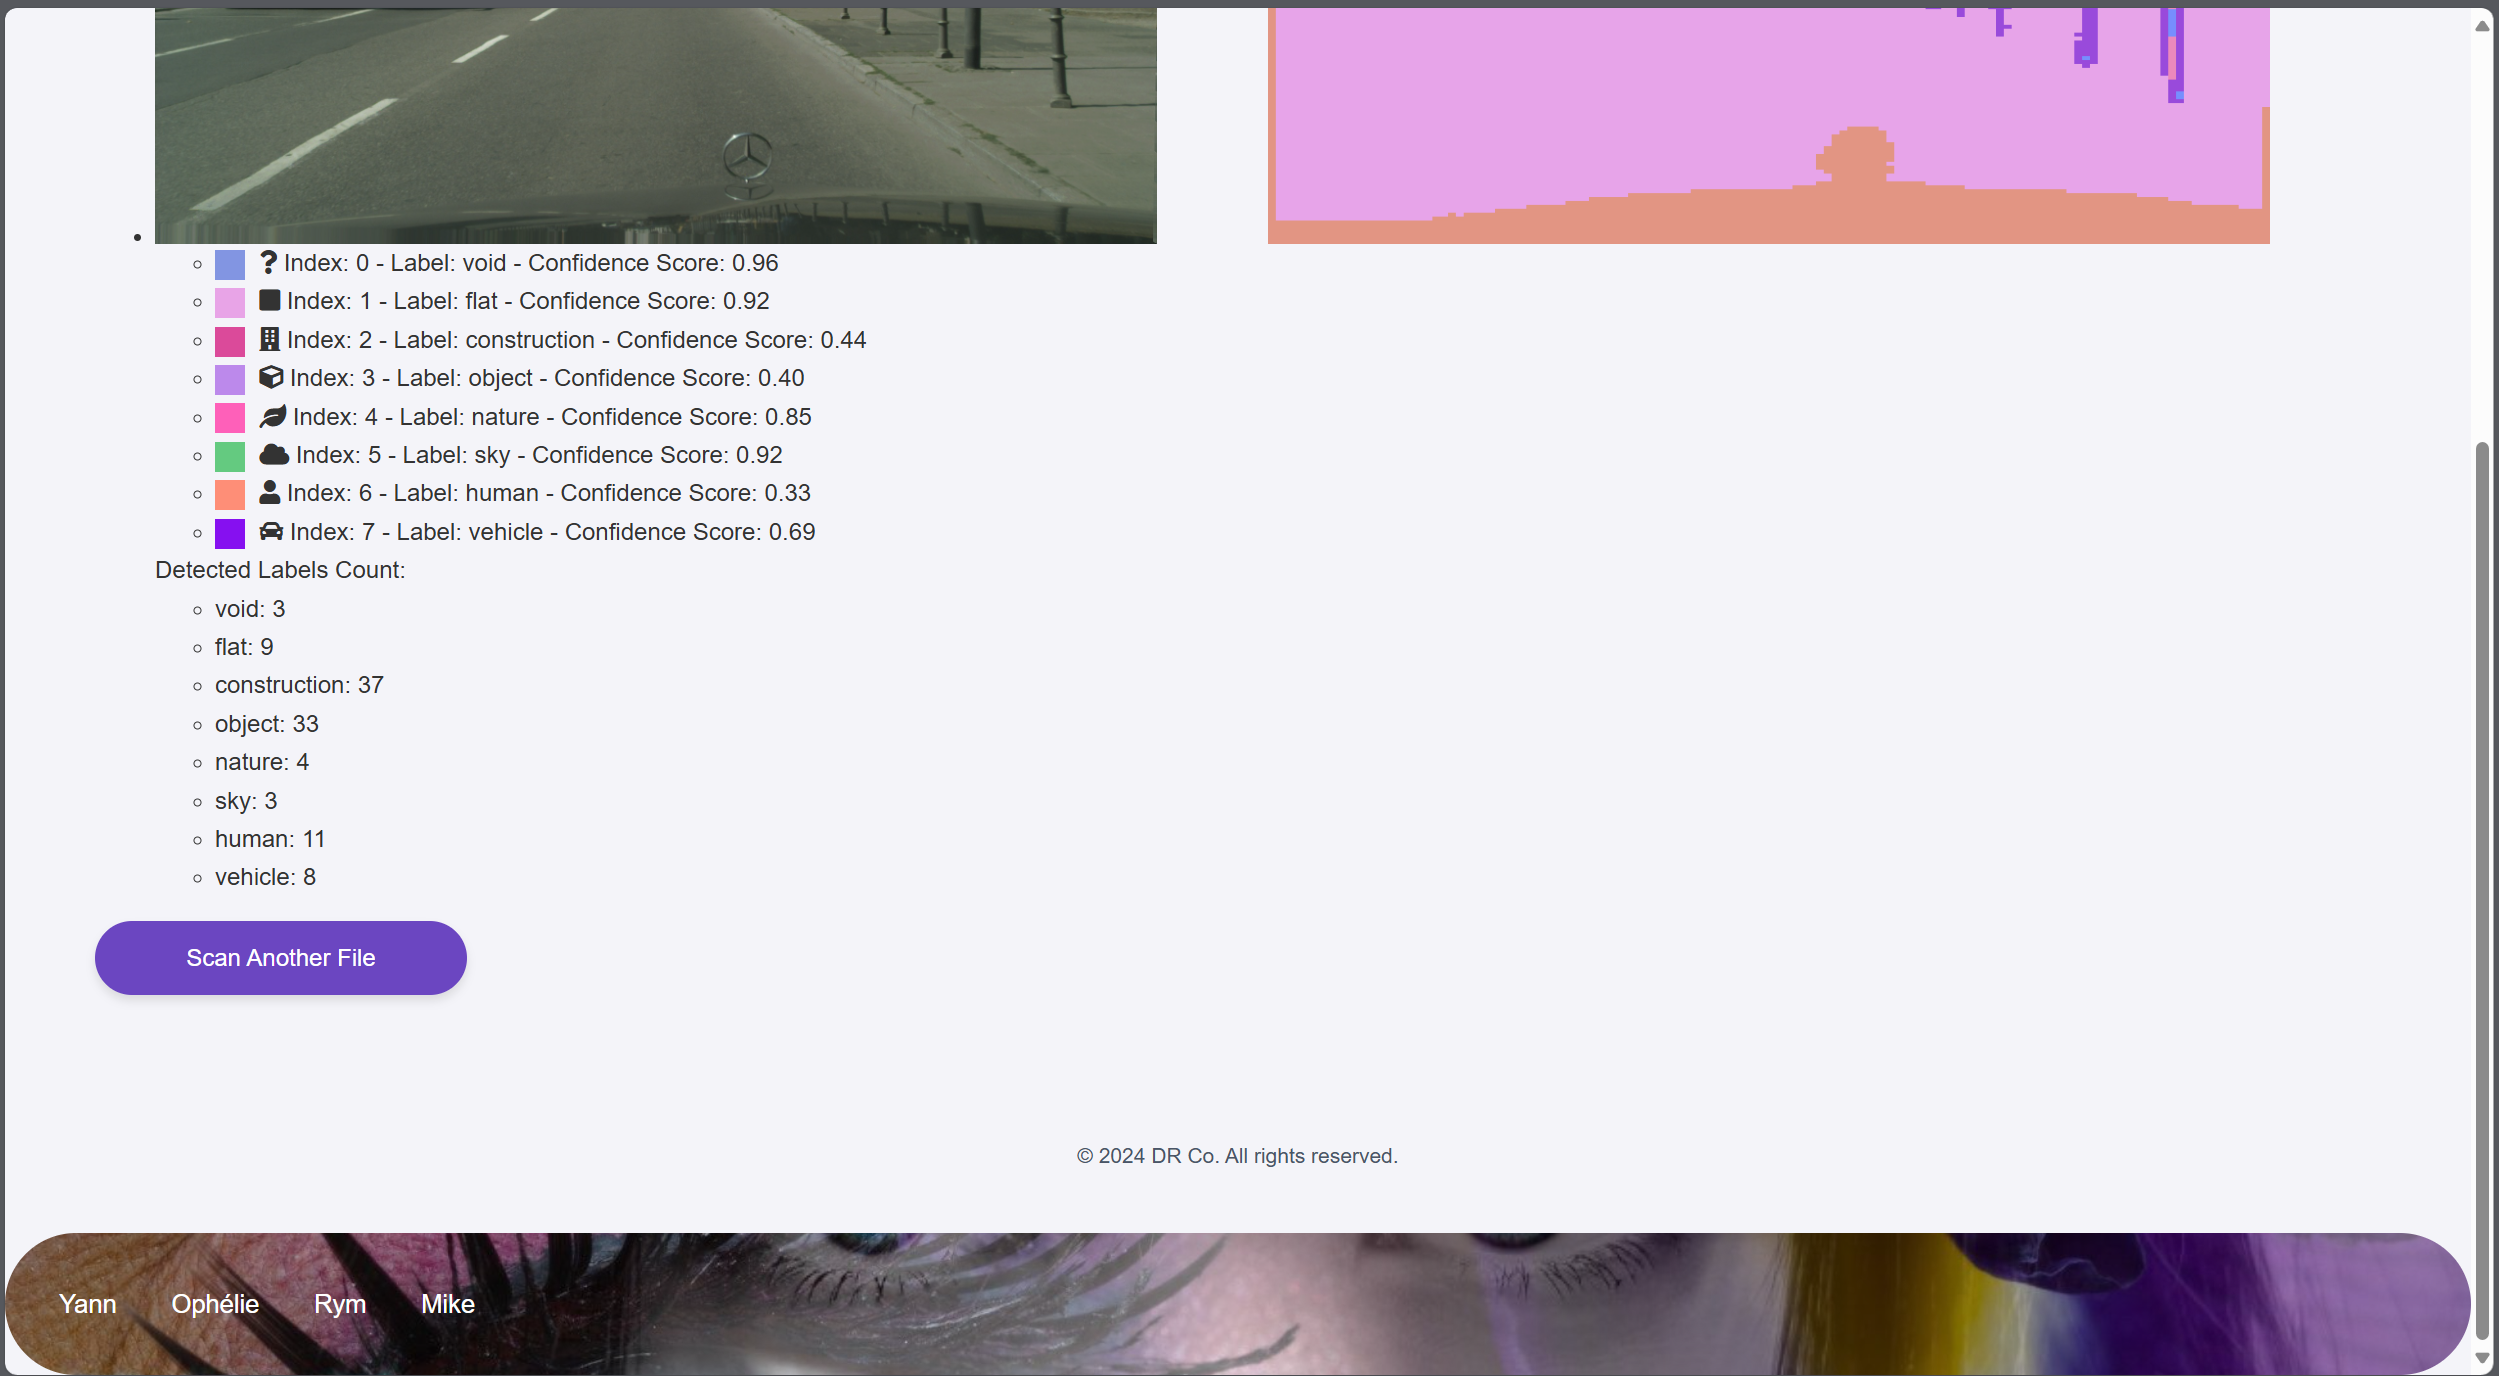 Index: 0 - Label: void - Confidence Score: 0.96
Index: 1 - Label: flat - Confidence Score: 0.92
Index: 2 - Label: construction - Confidence Score: 0.44
Index: 3 - Label: object - Confidence Score: 0.40
Index: 4 - Label: nature - Confidence Score: 0.85
Index: 5 - Label: sky - Confidence Score: 0.92
Index: 6 - Label: human - Confidence Score: 0.33
Index: 7 - Label: vehicle - Confidence Score: 0.69
Detected Labels Count:
void: 3
flat: 9
construction: 37
object: 33
nature: 4
sky: 3
human: 11
vehicle: 8
Scan Another File
© 2024 DR Co. All rights reserved.
Yann Ophélie Rym Mike